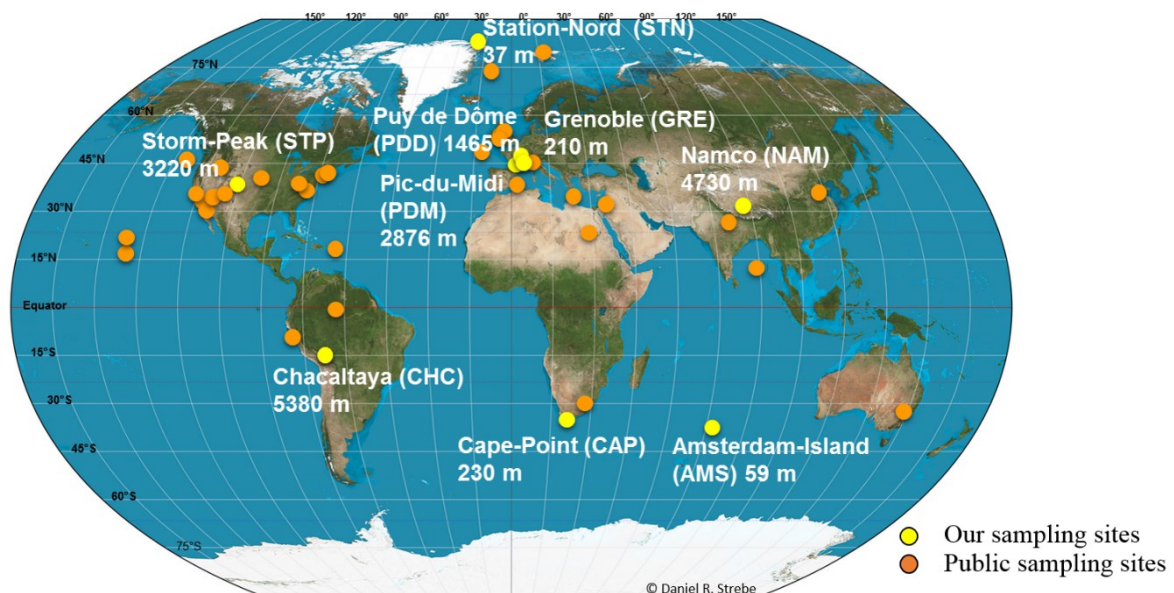 150° 120° 90° 60° 30° 0° 30° 60° 90° 120° 150°
Station-Nord (STN)
37 m
75°N
60°N
Puy de Dôme
(PDD) 1465 m
Grenoble (GRE)
210 m
Storm-Peak (STP)
3220 m
45°N
Namco (NAM)
4730 m
Pic-du-Midi
(PDM)
2876 m
30°N
15°N
Equator
15°S
Chacaltaya (CHC)
5380 m
30°S
Cape-Point (CAP)
230 m
Amsterdam-Island
(AMS) 59 m
45°S
60°S
75°S
Our sampling sites
Public sampling sites
© Daniel R. Strebe